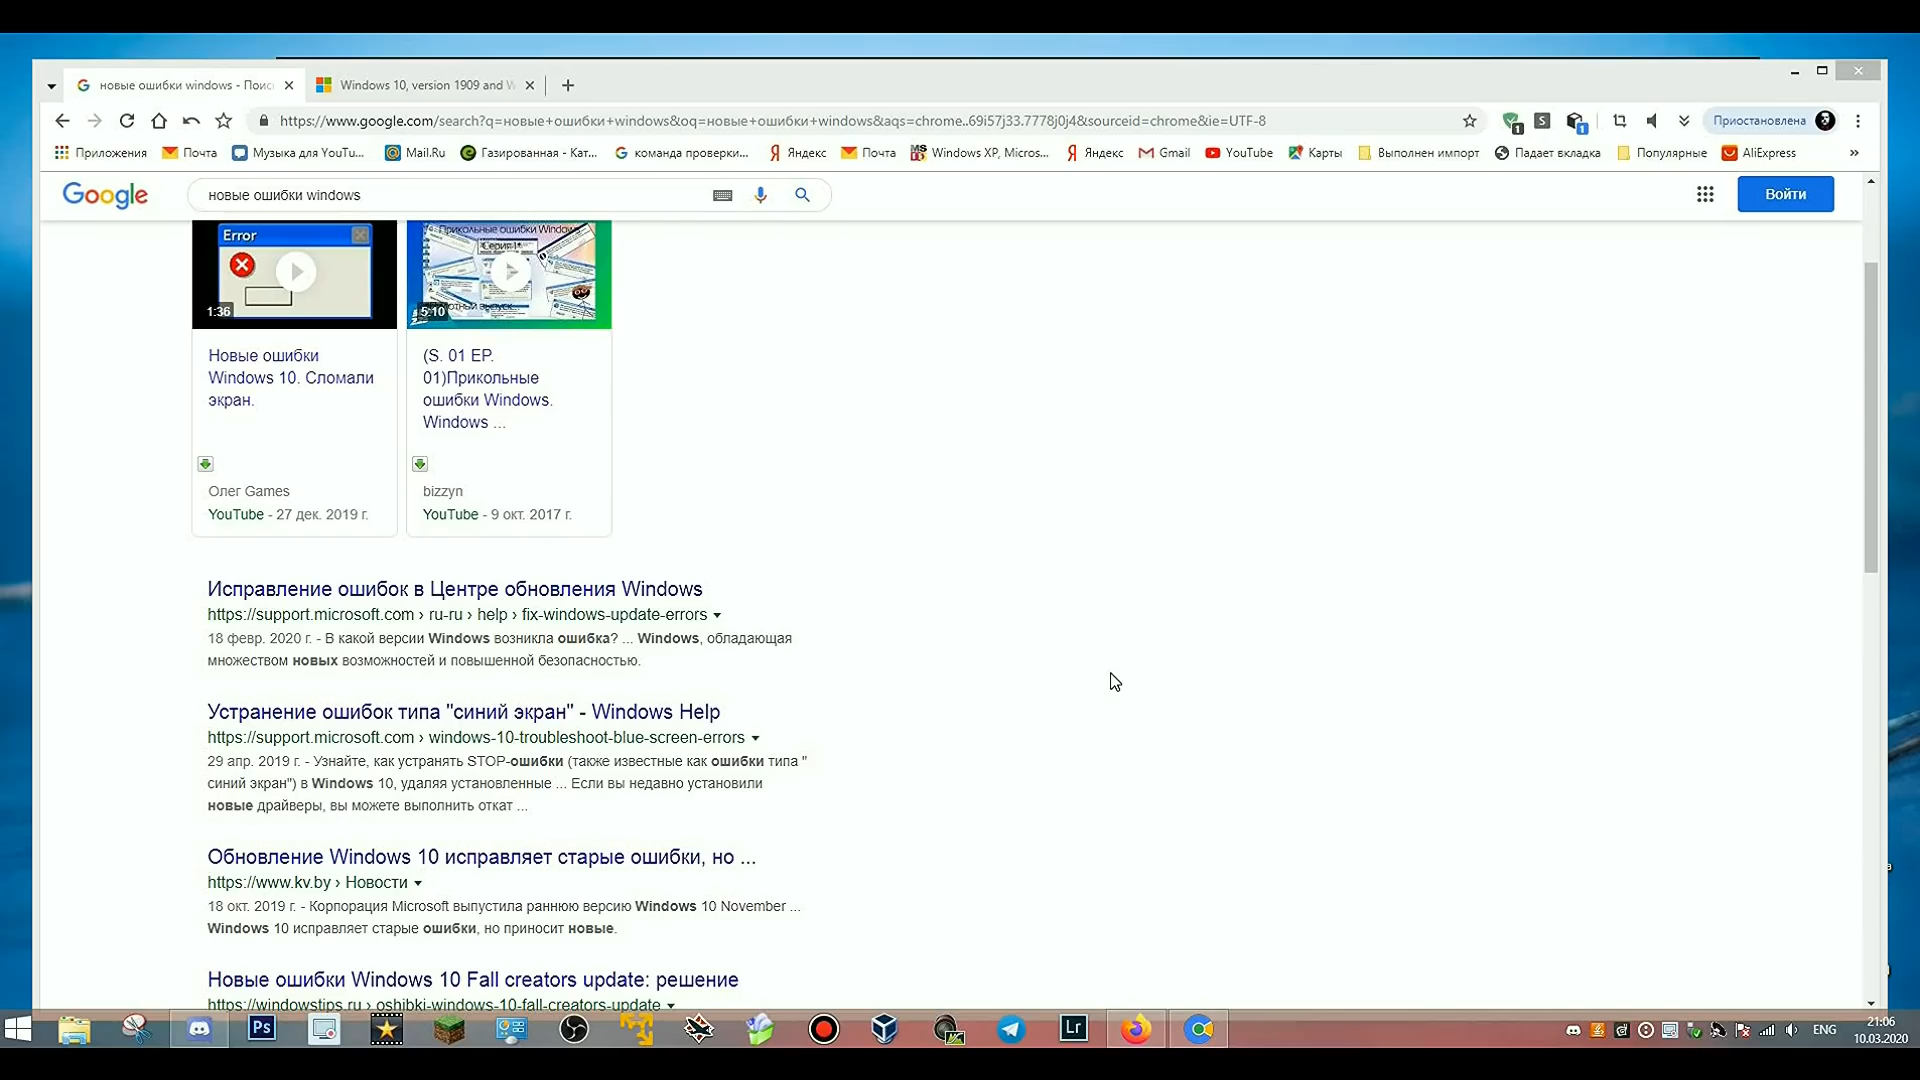 новые ошибки windows - Поис
Windows 10, version 1909 and W
https://www.google.com/search?q=новые+ошибки+windows&oq=новые+ошибки+windows&aqs=chrome..69i57j33.7778j0j4&sourceid=chrome&ie=UTF-8
1
S
1
Приостановлена
Приложения
Почта
Музыка для YouTu...
Mail.Ru
Газированная - Кат...
команда проверки...
Яндекс
Почта
Windows XP, Micros...
Яндекс
Gmail
YouTube
Карты
Выполнен импорт
Падает вкладка
Популярные
AliExpress
»
Google
новые ошибки windows
Войти
Error
1:36
Прикольные ошибки Windows
"Серия 1"
5:10
Новые ошибки
Windows 10. Сломали
экран.
Олег Games
YouTube - 27 дек. 2019 г.
(S. 01 EP.
01)Прикольные
ошибки Windows.
Windows ...
bizzyn
YouTube - 9 окт. 2017 г.
Исправление ошибок в Центре обновления Windows
https://support.microsoft.com › ru-ru › help › fix-windows-update-errors
18 февр. 2020 г. - В какой версии Windows возникла ошибка? ... Windows, обладающая
множеством новых возможностей и повышенной безопасностью.
Устранение ошибок типа "синий экран" - Windows Help
https://support.microsoft.com › windows-10-troubleshoot-blue-screen-errors
29 апр. 2019 г. - Узнайте, как устранять STOP-ошибки (также известные как ошибки типа "
синий экран") в Windows 10, удаляя установленные ... Если вы недавно установили
новые драйверы, вы можете выполнить откат ...
Обновление Windows 10 исправляет старые ошибки, но ...
https://www.kv.by › Новости
18 окт. 2019 г. - Корпорация Microsoft выпустила раннюю версию Windows 10 November ...
Windows 10 исправляет старые ошибки, но приносит новые.
Новые ошибки Windows 10 Fall creators update: решение
https://windowstips.ru › oshibki-windows-10-fall-creators-update
Ps
Lr
ENG
21:06
10.03.2020